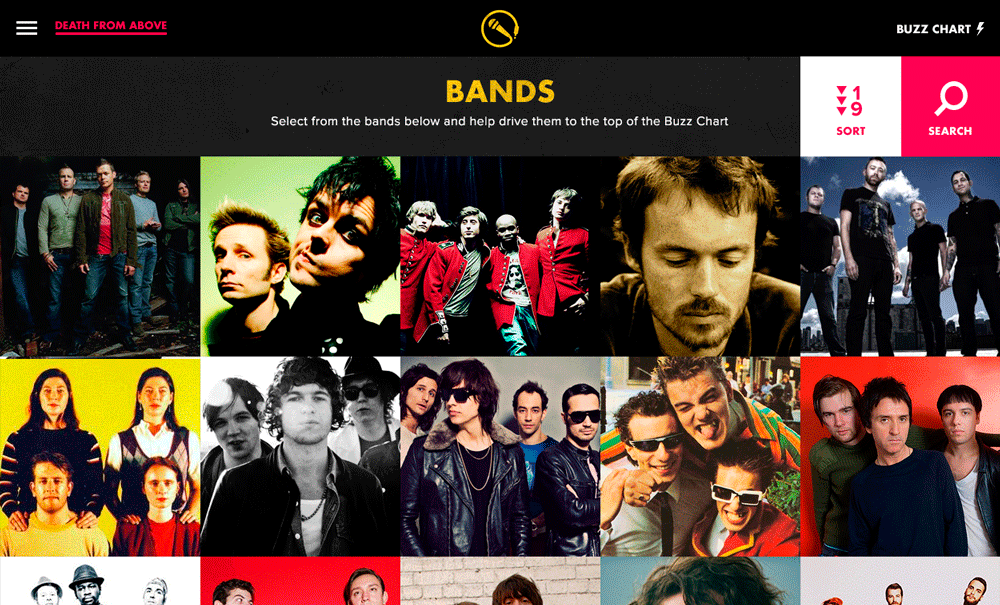 DEATH FROM ABOVE
BUZZ CHART
BANDS
Select from the bands below and help drive them to the top of the Buzz Chart
1
9
SORT
SEARCH